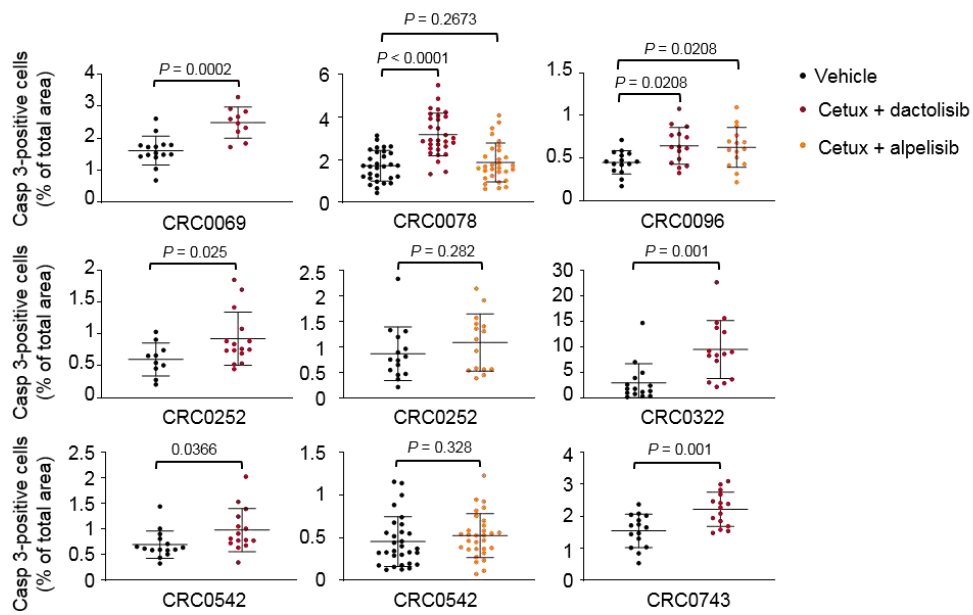 P = 0.0002
Casp 3-positive cells
(% of total area)
4
3
2
1
0
CRC0069
P = 0.2673
P < 0.0001
6
4
2
0
CRC0078
P = 0.0208
P = 0.0208
1.5
1.0
0.5
0
CRC0096
Vehicle
Cetux + dactolisib
Cetux + alpelisib
P = 0.025
Casp 3-positive cells
(% of total area)
2
1.5
1
0.5
0
CRC0252
P = 0.282
2.5
2
1.5
1
0.5
0
CRC0252
P = 0.001
30
25
20
15
10
5
0
CRC0322
0.0366
Casp 3-positive cells
(% of total area)
2.5
2
1.5
1
0.5
0
CRC0542
P = 0.328
1.5
1
0.5
0
CRC0542
P = 0.001
4
3
2
1
0
CRC0743